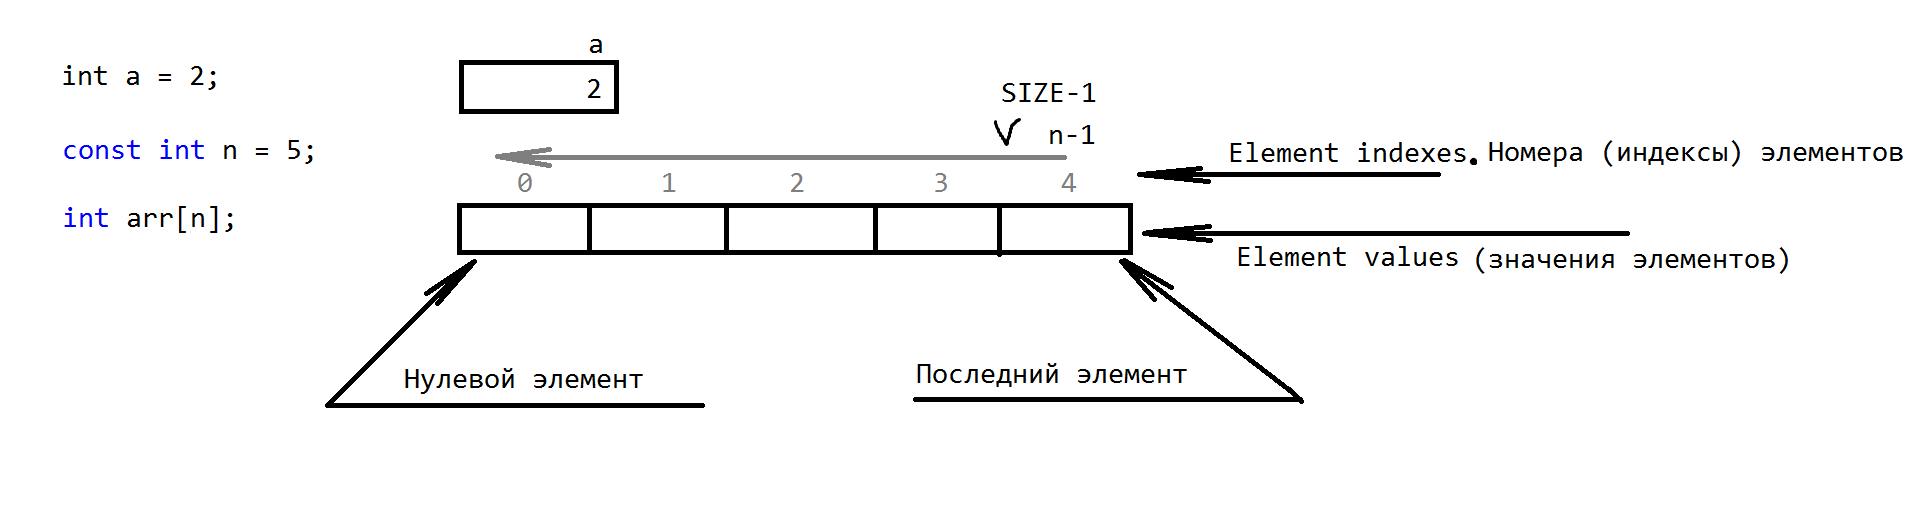 a
int a = 2;
2
SIZE-1
n-1
const int n = 5;
Element indexes. Номера (индексы) элементов
0 1 2 3 4
int arr[n];
Element values (значения элементов)
Нулевой элемент
Последний элемент